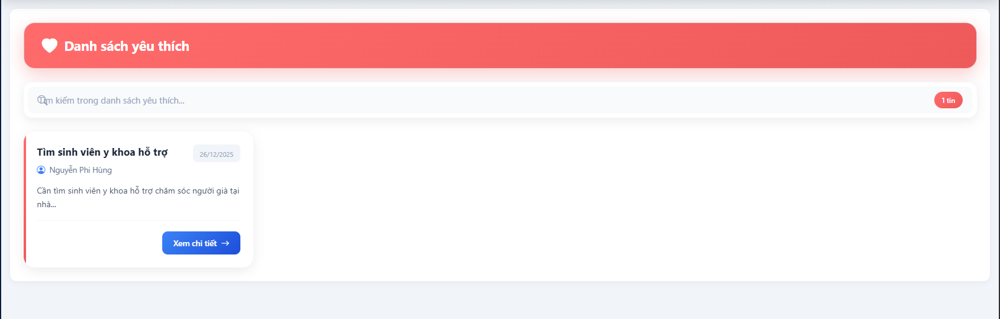 Danh sách yêu thích
Tìm kiếm trong danh sách yêu thích...
1 tin
Tìm sinh viên y khoa hỗ trợ
26/12/2025
Nguyễn Phi Hùng
Cần tìm sinh viên y khoa hỗ trợ chăm sóc người già tại
nhà...
Xem chi tiết →